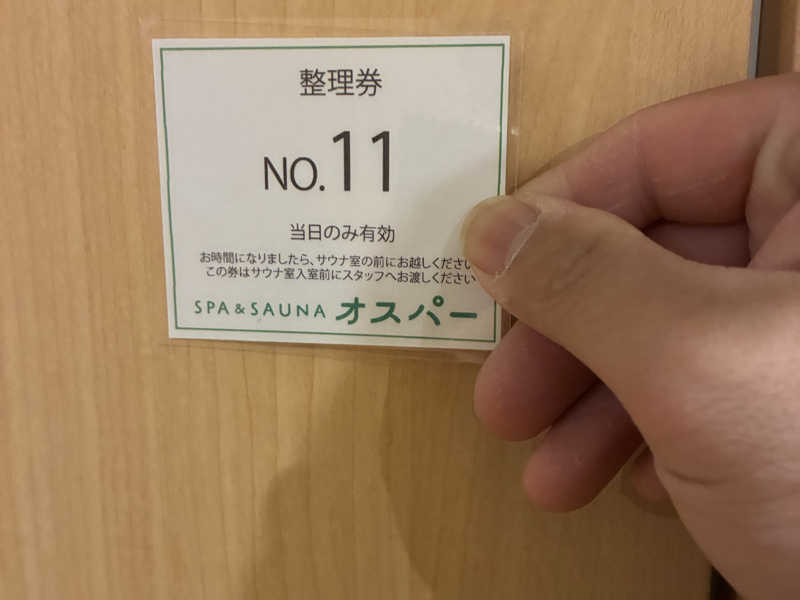 整理券
NO.11
当日のみ有効
お時間になりましたら、サウナ室の前にお越しください
この券はサウナ室入室前にスタッフへお渡しください
SPA & SAUNA オスパー